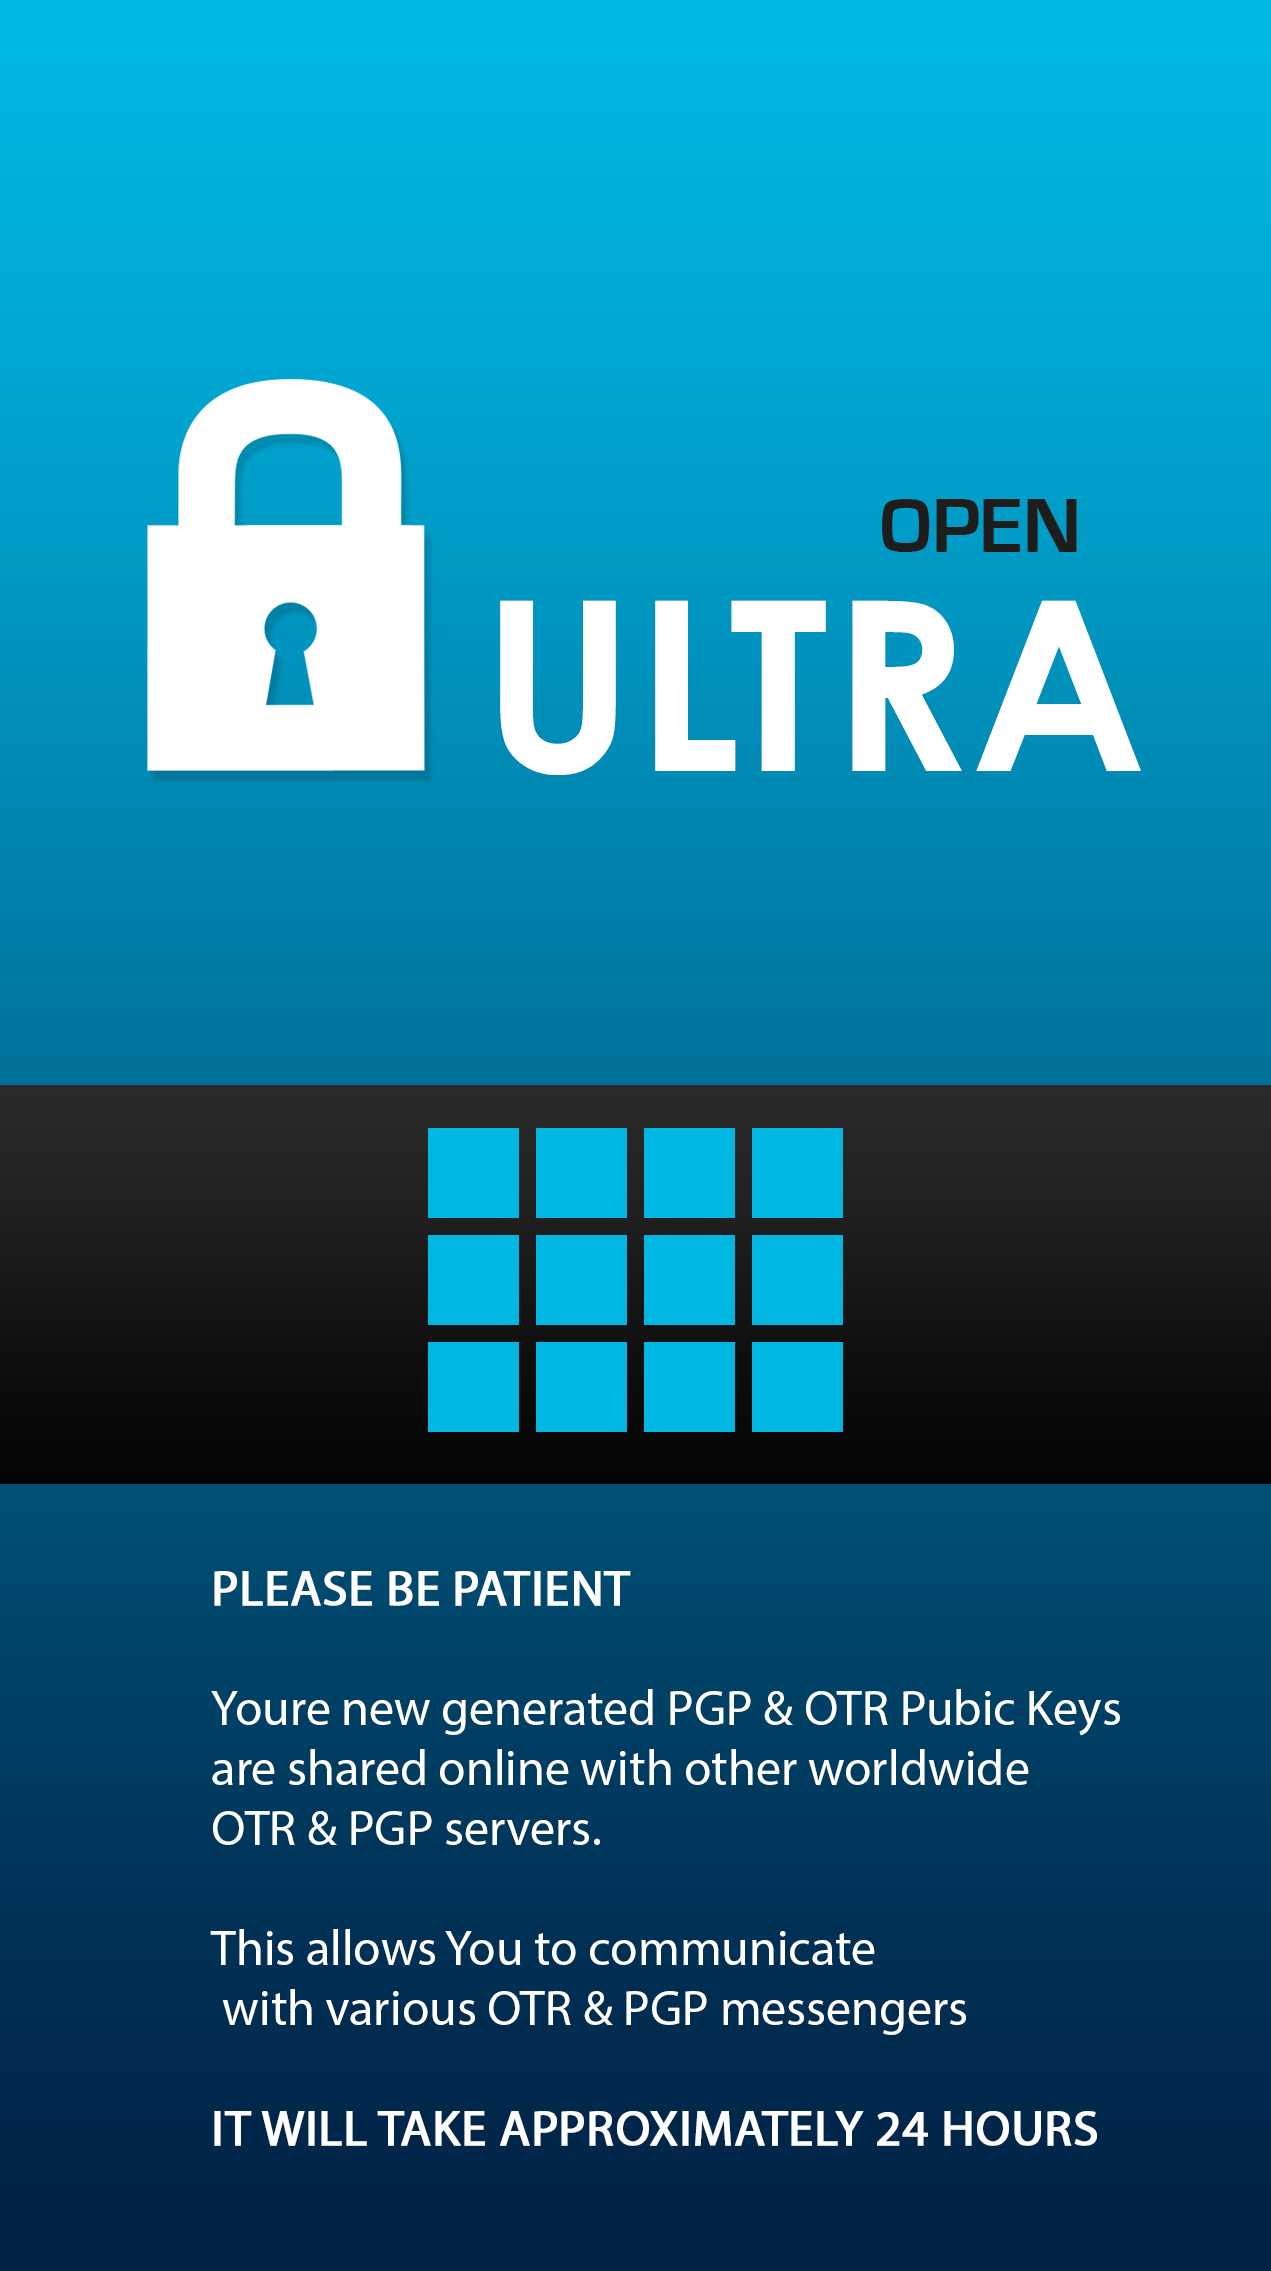 OPEN
ULTRA
PLEASE BE PATIENT
Youre new generated PGP & OTR Pubic Keys
are shared online with other worldwide
OTR & PGP servers.
This allows You to communicate
with various OTR & PGP messengers
IT WILL TAKE APPROXIMATELY 24 HOURS